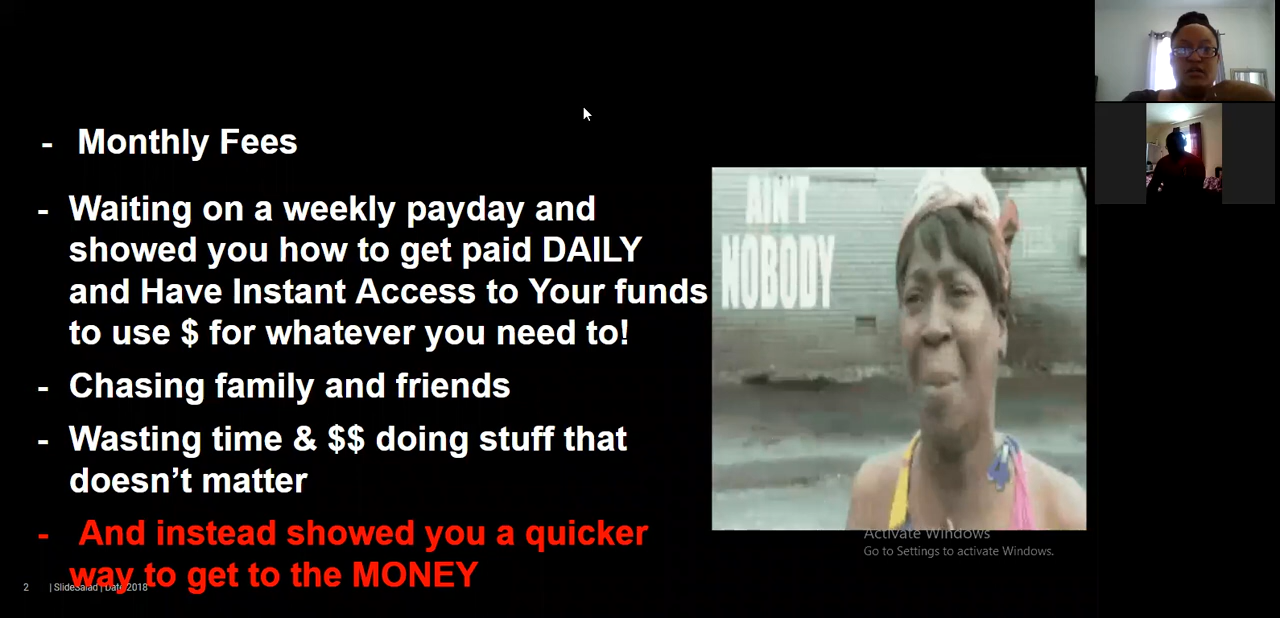 - Monthly Fees
- Waiting on a weekly payday and
showed you how to get paid DAILY
and Have Instant Access to Your funds
to use $ for whatever you need to!
- Chasing family and friends
- Wasting time & $$ doing stuff that
doesn’t matter
- And instead showed you a quicker
way to get to the MONEY
AIN'T
NOBODY
Activate Windows
Go to Settings to activate Windows.
2 | SlideSalad | Date 2018